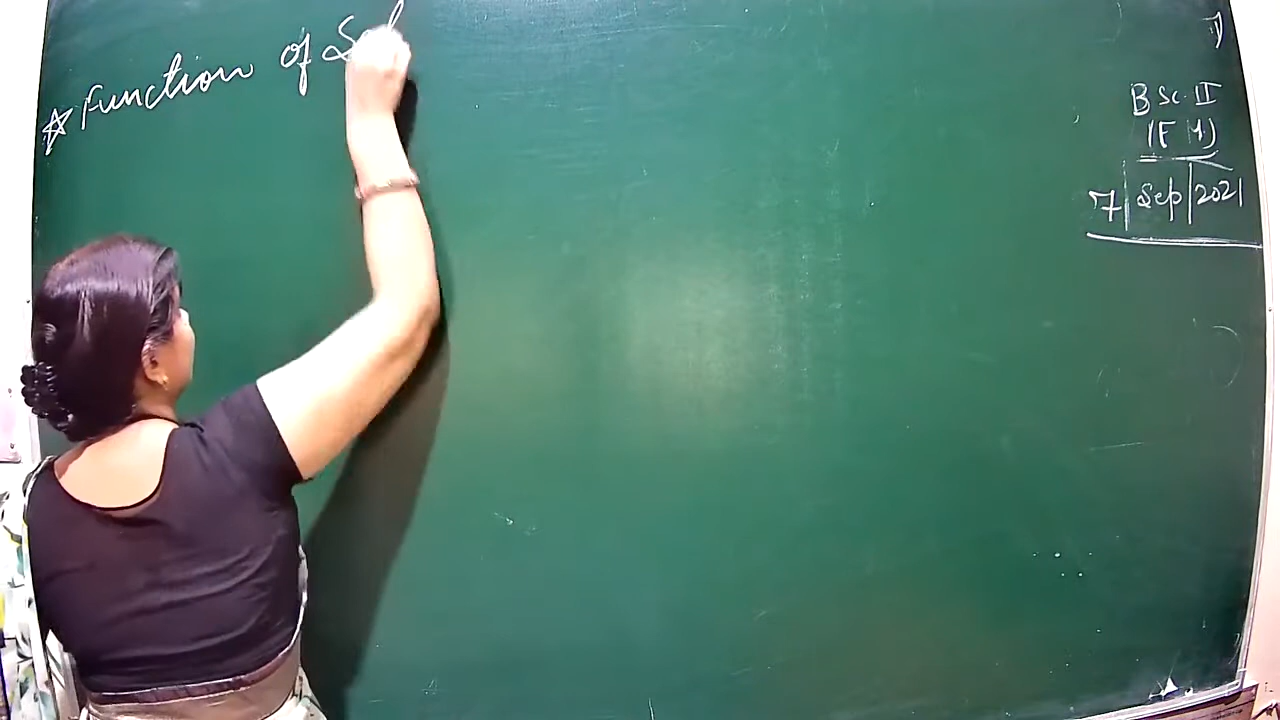 ☆ Function of
B Sc. II
(F M)
7 | Sep | 2021